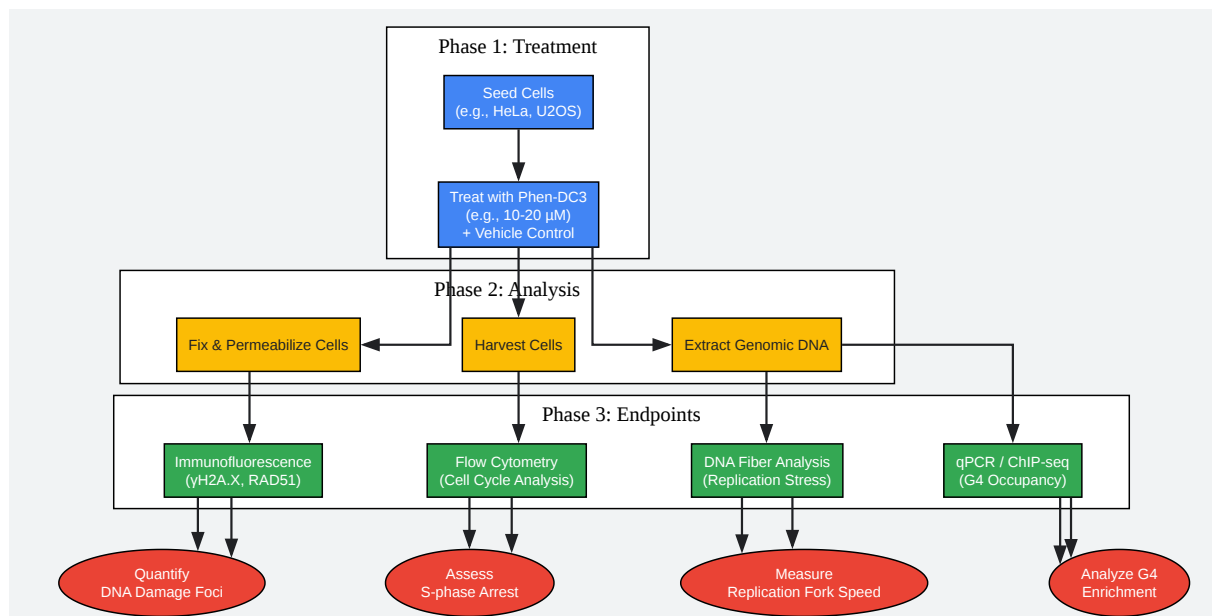 Phase 1: Treatment
Seed Cells
(e.g., HeLa, U2OS)
Treat with Phen-DC3
(e.g., 10-20 µM)
+ Vehicle Control
Phase 2: Analysis
Fix & Permeabilize Cells
Harvest Cells
Extract Genomic DNA
Phase 3: Endpoints
Immunofluorescence
(γH2A.X, RAD51)
Flow Cytometry
(Cell Cycle Analysis)
DNA Fiber Analysis
(Replication Stress)
qPCR / ChIP-seq
(G4 Occupancy)
Quantify
DNA Damage Foci
Assess
S-phase Arrest
Measure
Replication Fork Speed
Analyze G4
Enrichment